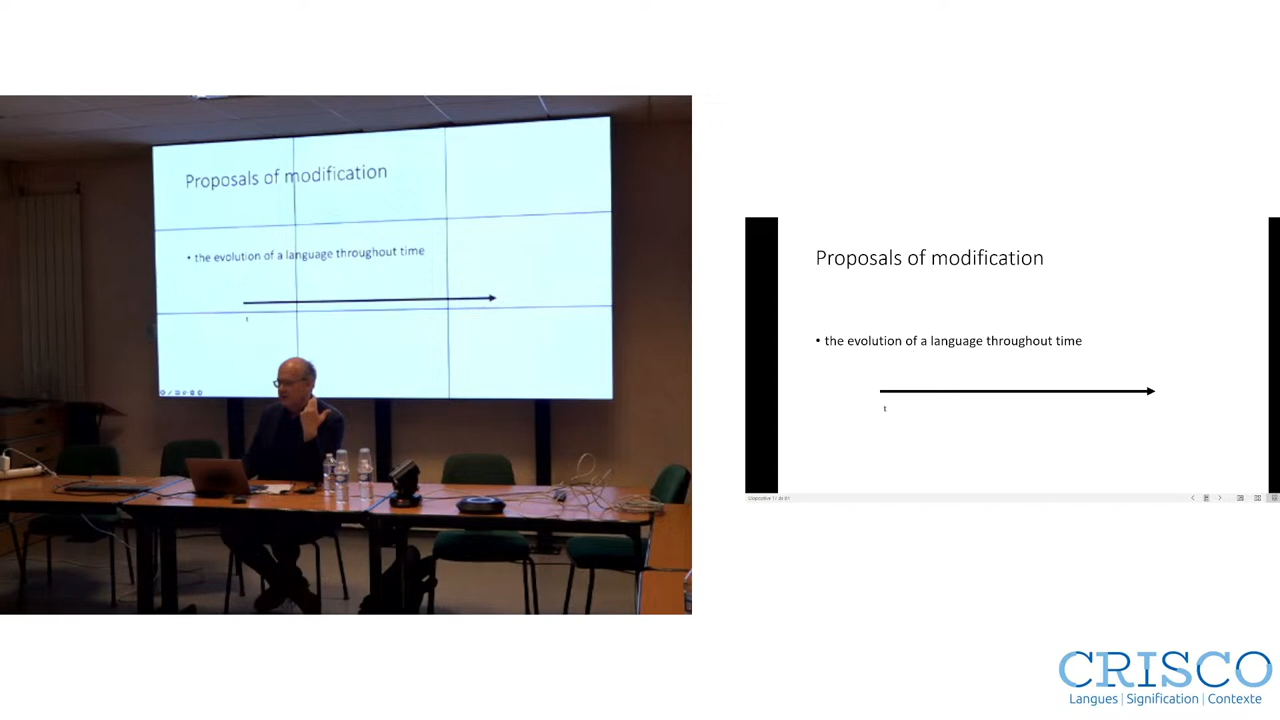 Proposals of modification
• the evolution of a language throughout time
t
Proposals of modification
• the evolution of a language throughout time
t
CRISCO
Langues | Signification | Contexte